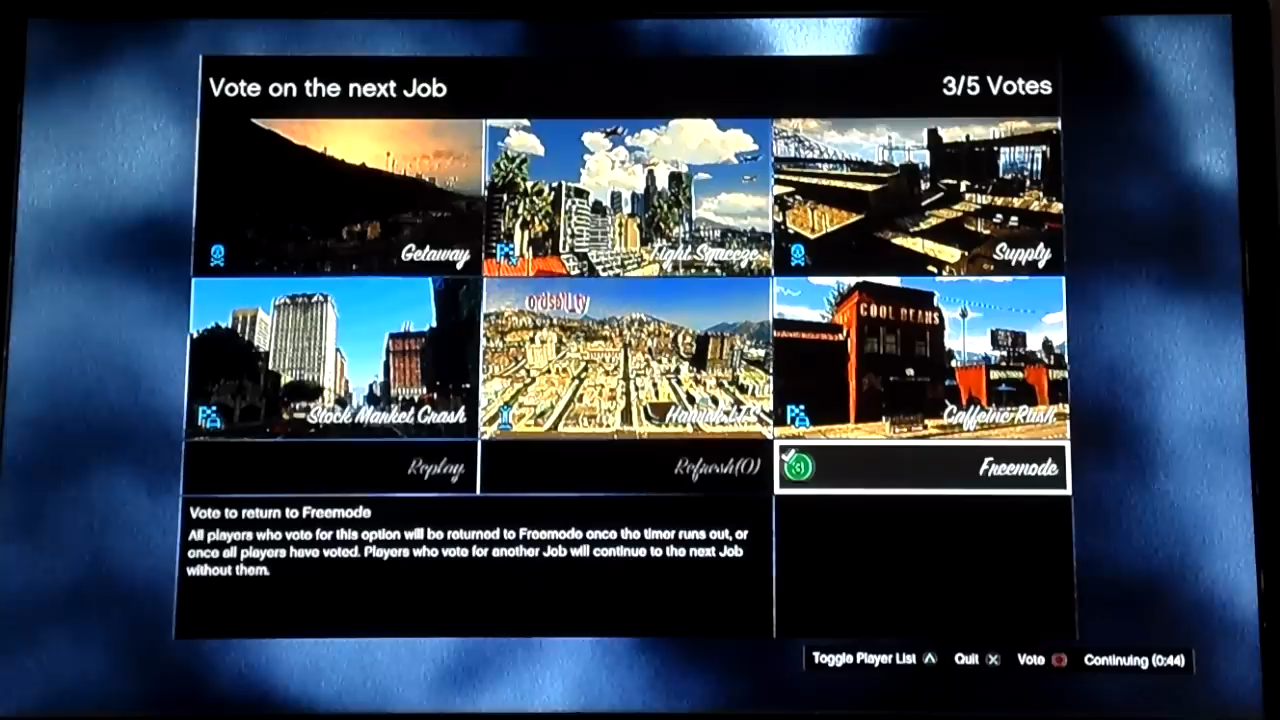 Vote on the next Job
3/5 Votes
Getaway
Tight Squeeze
Supply
COOL BEANS
Stock Market Crash
LTS
Caffeine Rush
Replay
Refresh(0)
3
Freemode
Vote to return to Freemode
All players who vote for this option will be returned to Freemode once the timer runs out, or
once all players have voted. Players who vote for another Job will continue to the next Job
without them.
Toggle Player List
Quit
Vote
Continuing (0:44)